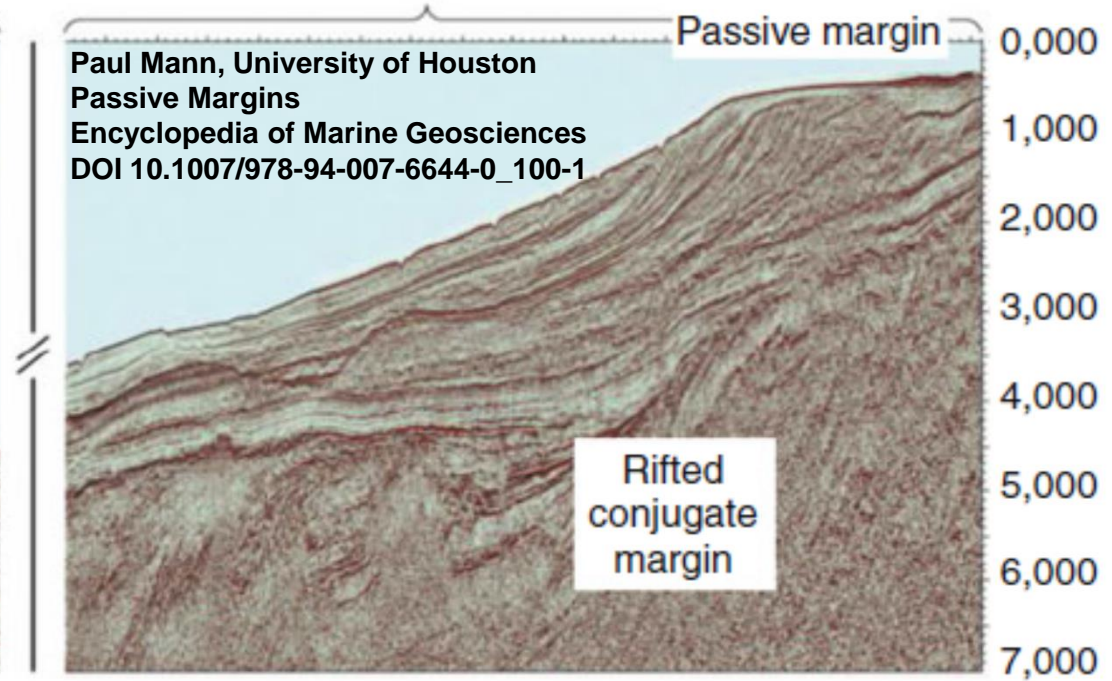 Passive margin
Paul Mann, University of Houston
Passive Margins
Encyclopedia of Marine Geosciences
DOI 10.1007/978-94-007-6644-0_100-1
0,000
1,000
2,000
3,000
4,000
5,000
6,000
7,000
Rifted
conjugate
margin